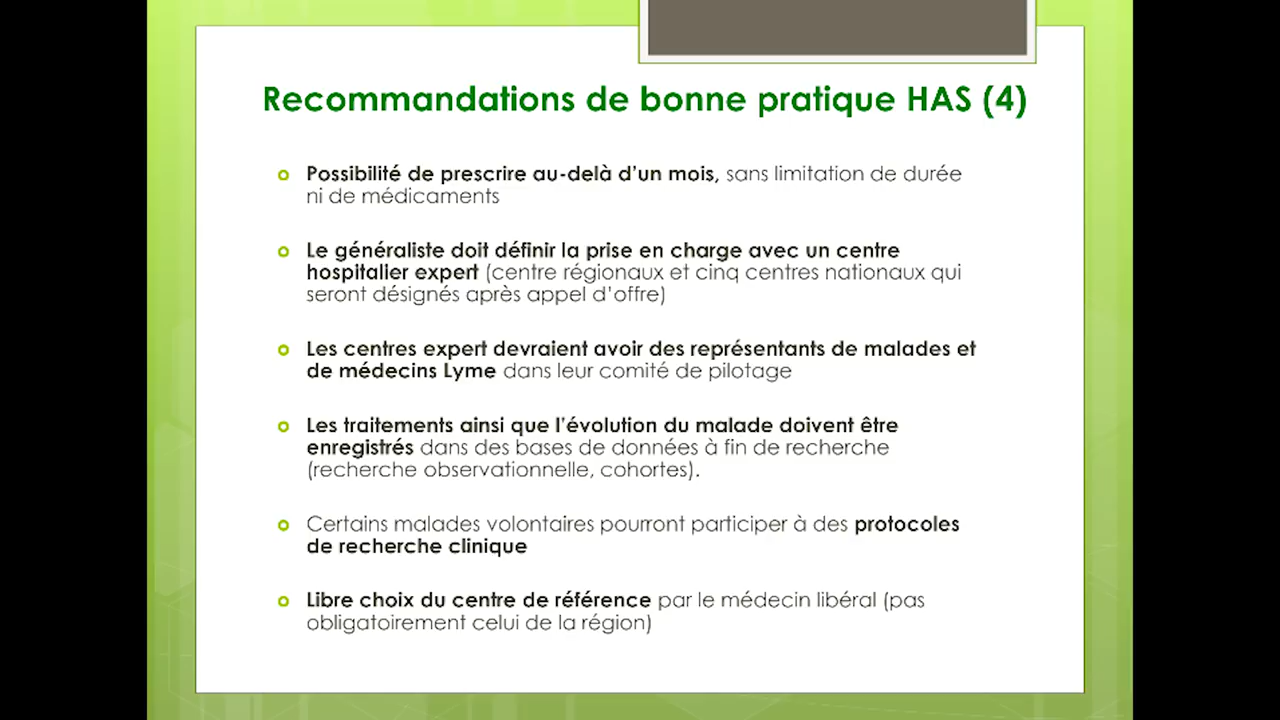 Recommandations de bonne pratique HAS (4)
Possibilité de prescrire au-delà d'un mois, sans limitation de durée
ni de médicaments
Le généraliste doit définir la prise en charge avec un centre
hospitalier expert (centre régionaux et cinq centres nationaux qui
seront désignés après appel d'offre)
Les centres expert devraient avoir des représentants de malades et
de médecins Lyme dans leur comité de pilotage
Les traitements ainsi que l'évolution du malade doivent être
enregistrés dans des bases de données à fin de recherche
(recherche observationnelle, cohortes).
Certains malades volontaires pourront participer à des protocoles
de recherche clinique
Libre choix du centre de référence par le médecin libéral (pas
obligatoirement celui de la région)